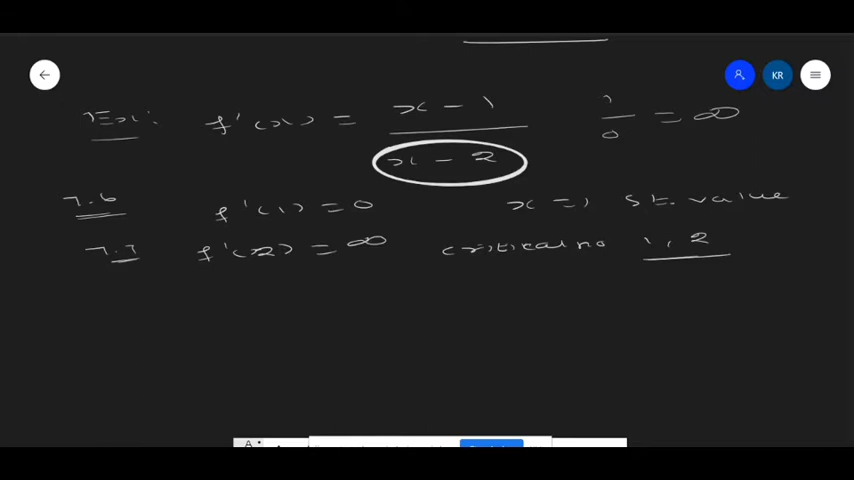 KR
Ex: f'(x) = x - 1 / x - 2 1/0 = ∞
7.6 f'(1) = 0 x = 1 st. value
7.7 f'(2) = ∞ critical no 1, 2
A